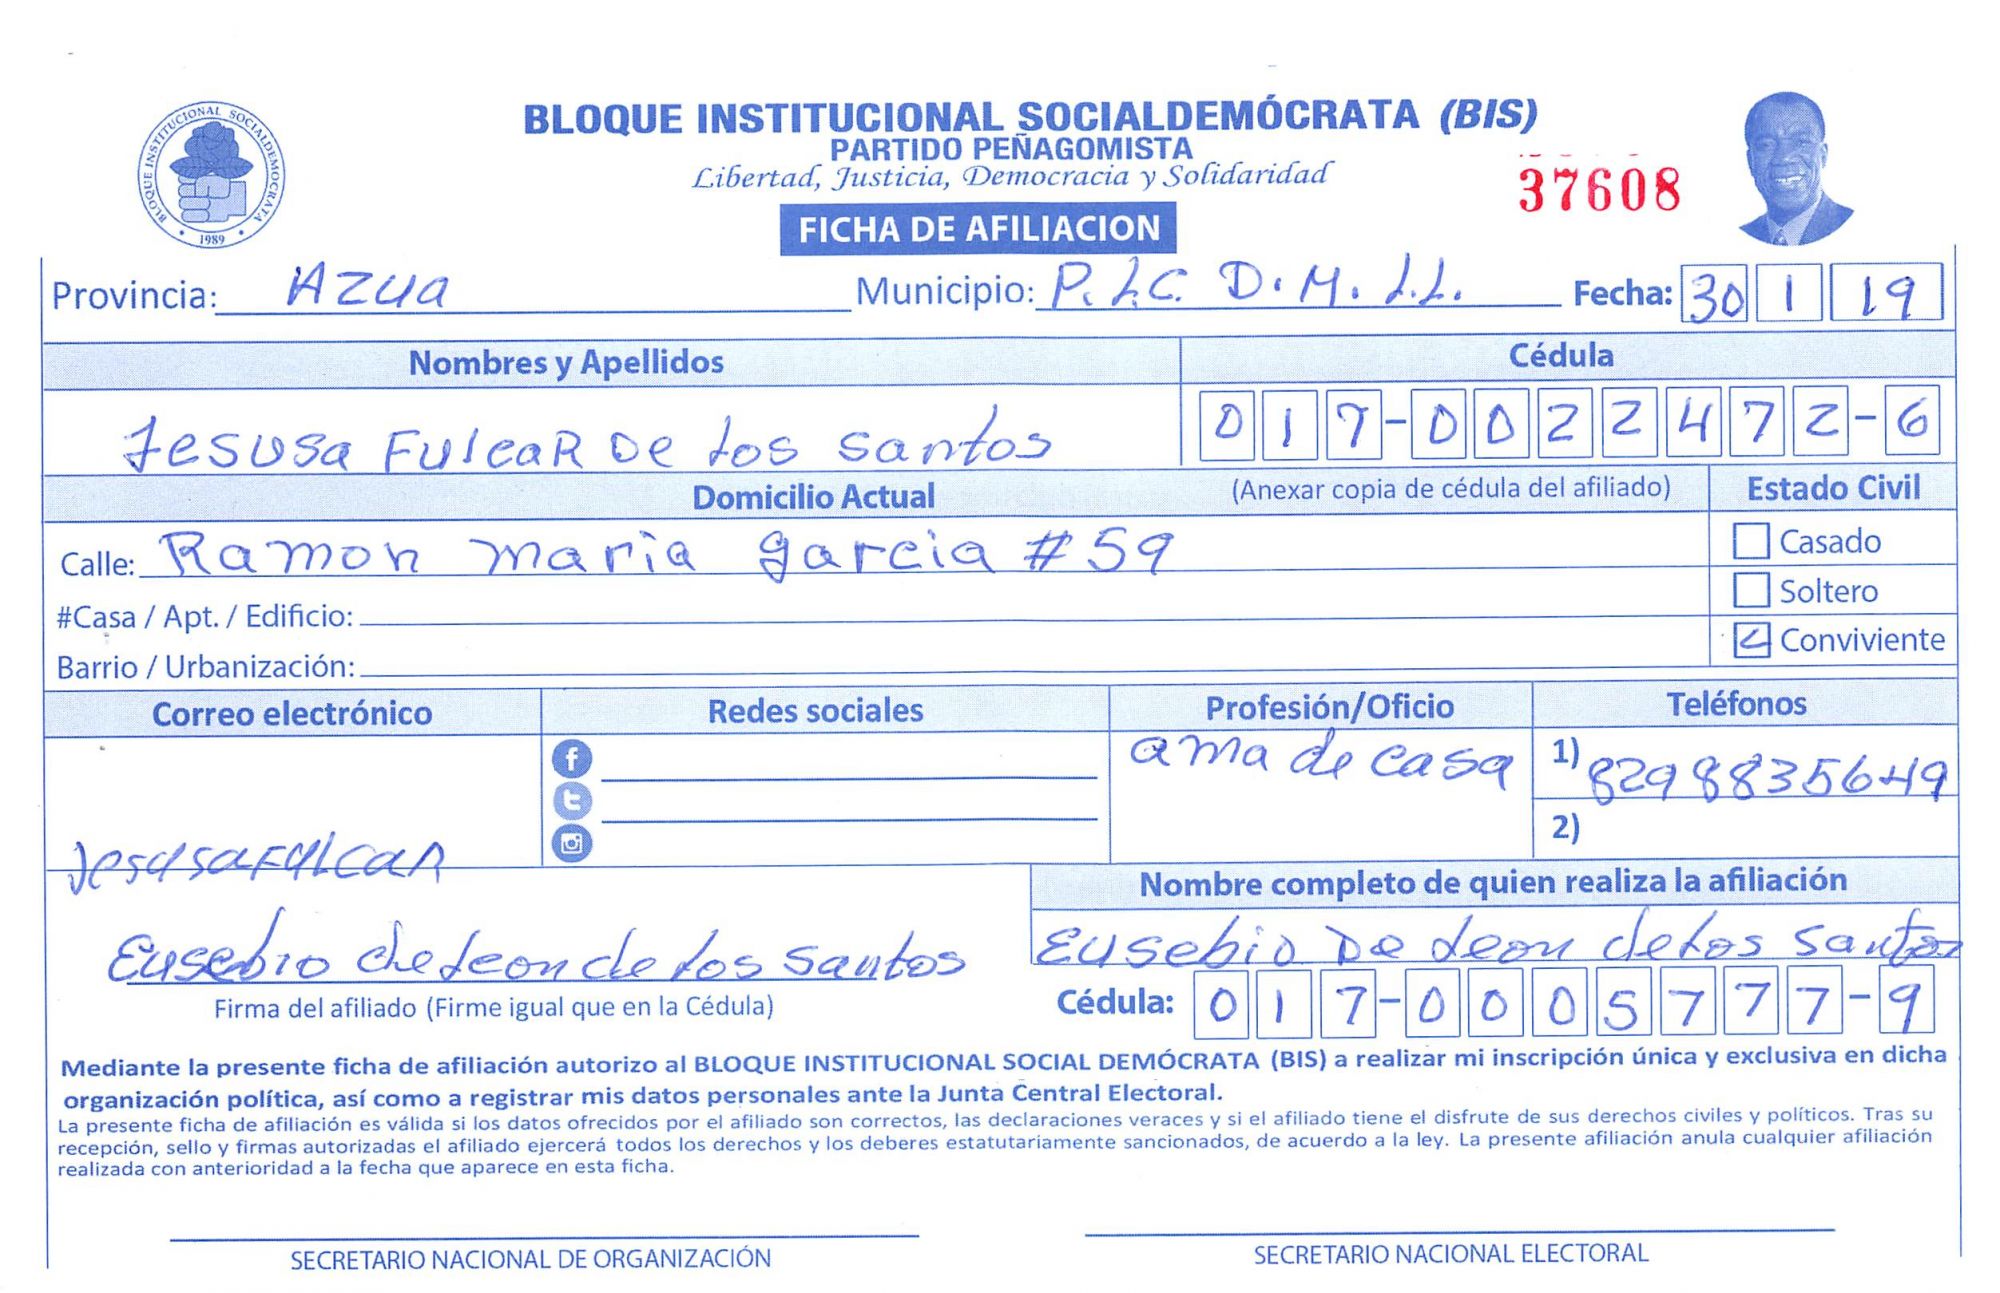 BLOQUE INSTITUCIONAL SOCIALDEMOCRATA
1989
BLOQUE INSTITUCIONAL SOCIALDEMÓCRATA (BIS)
PARTIDO PEÑAGOMISTA
Libertad, Justicia, Democracia y Solidaridad
37608
FICHA DE AFILIACION
Provincia: AZUA Municipio: P.L.C. D.M. L.L. Fecha: 30 1 19
Nombres y Apellidos Cédula
Jesusa Fulcar De Los Santos 017-0022472-6
Domicilio Actual (Anexar copia de cédula del afiliado) Estado Civil
Calle: Ramon maria garcia #59 Casado
#Casa / Apt. / Edificio: Soltero
Barrio / Urbanización: Conviviente
Correo electrónico Redes sociales Profesión/Oficio Teléfonos
ama de casa 1) 8298835649
2)
JesusaFulcar
Nombre completo de quien realiza la afiliación
Eusebio de Leon de los Santos Eusebio De Leon de los Santos
Firma del afiliado (Firme igual que en la Cédula) Cédula: 017-0005777-9
Mediante la presente ficha de afiliación autorizo al BLOQUE INSTITUCIONAL SOCIAL DEMÓCRATA (BIS) a realizar mi inscripción única y exclusiva en dicha
organización política, así como a registrar mis datos personales ante la Junta Central Electoral.
La presente ficha de afiliación es válida si los datos ofrecidos por el afiliado son correctos, las declaraciones veraces y si el afiliado tiene el disfrute de sus derechos civiles y políticos. Tras su
recepción, sello y firmas autorizadas el afiliado ejercerá todos los derechos y los deberes estatutariamente sancionados, de acuerdo a la ley. La presente afiliación anula cualquier afiliación
realizada con anterioridad a la fecha que aparece en esta ficha.
SECRETARIO NACIONAL DE ORGANIZACIÓN SECRETARIO NACIONAL ELECTORAL